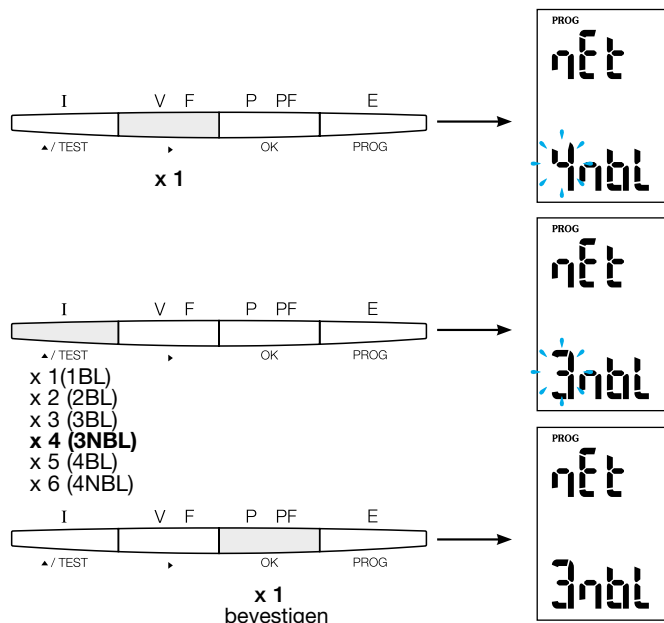 PROG
nEt
I V F P PF E
▲ / TEST ▶ OK PROG
x 1
4nbL
PROG
nEt
I V F P PF E
▲ / TEST ▶ OK PROG
3nbL
x 1(1BL)
x 2 (2BL)
x 3 (3BL)
x 4 (3NBL)
x 5 (4BL)
x 6 (4NBL)
PROG
nEt
I V F P PF E
▲ / TEST ▶ OK PROG
3nbL
x 1
bevestigen